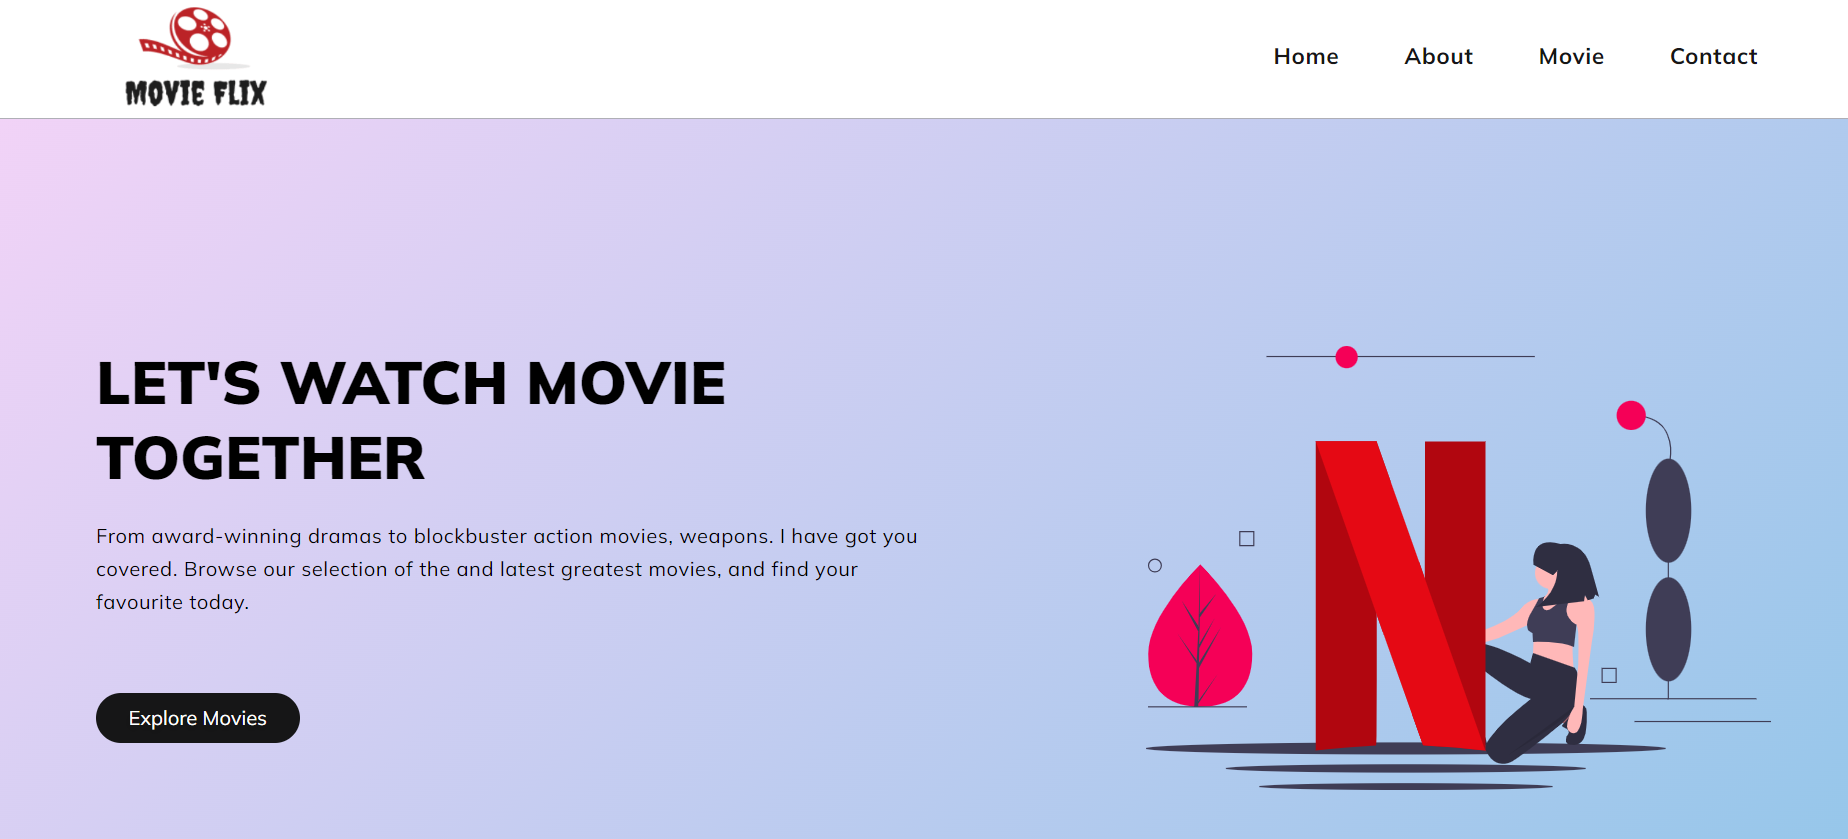 MOVIE FLIX
Home About Movie Contact
LET'S WATCH MOVIE
TOGETHER
From award-winning dramas to blockbuster action movies, weapons. I have got you
covered. Browse our selection of the and latest greatest movies, and find your
favourite today.
Explore Movies
N